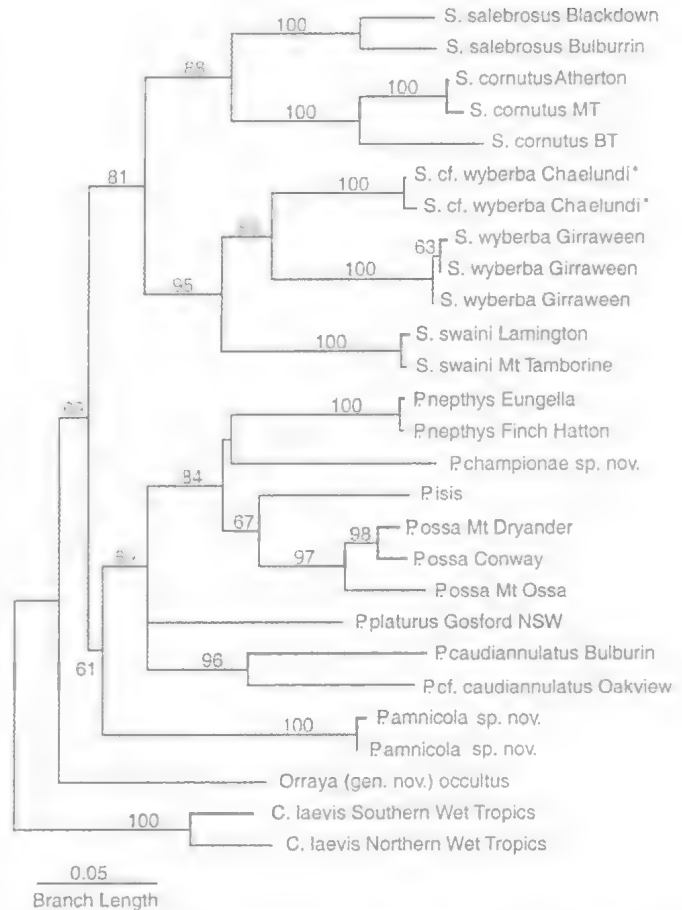 100
S. salebrosus Blackdown
S. salebrosus Bulburrin
100
100
S. cornutus Atherton
S. cornutus MT
S. cornutus BT
81
100
S. cf. wyberba Chaelundi*
S. cf. wyberba Chaelundi*
63
S. wyberba Girraween
100
S. wyberba Girraween
S. wyberba Girraween
95
100
S. swaini Lamington
S. swaini Mt Tamborine
100
P. nepthys Eungella
P. nepthys Finch Hatton
84
P. championae sp. nov.
P. isis
67
98
P. ossa Mt Dryander
97
P. ossa Conway
P. ossa Mt Ossa
P. platurus Gosford NSW
96
P. caudiannulatus Bulburin
61
P. cf. caudiannulatus Oakview
100
P. amnicola sp. nov.
P. amnicola sp. nov.
Orraya (gen. nov.) occultus
C. laevis Southern Wet Tropics
100
C. laevis Northern Wet Tropics
0.05
Branch Length